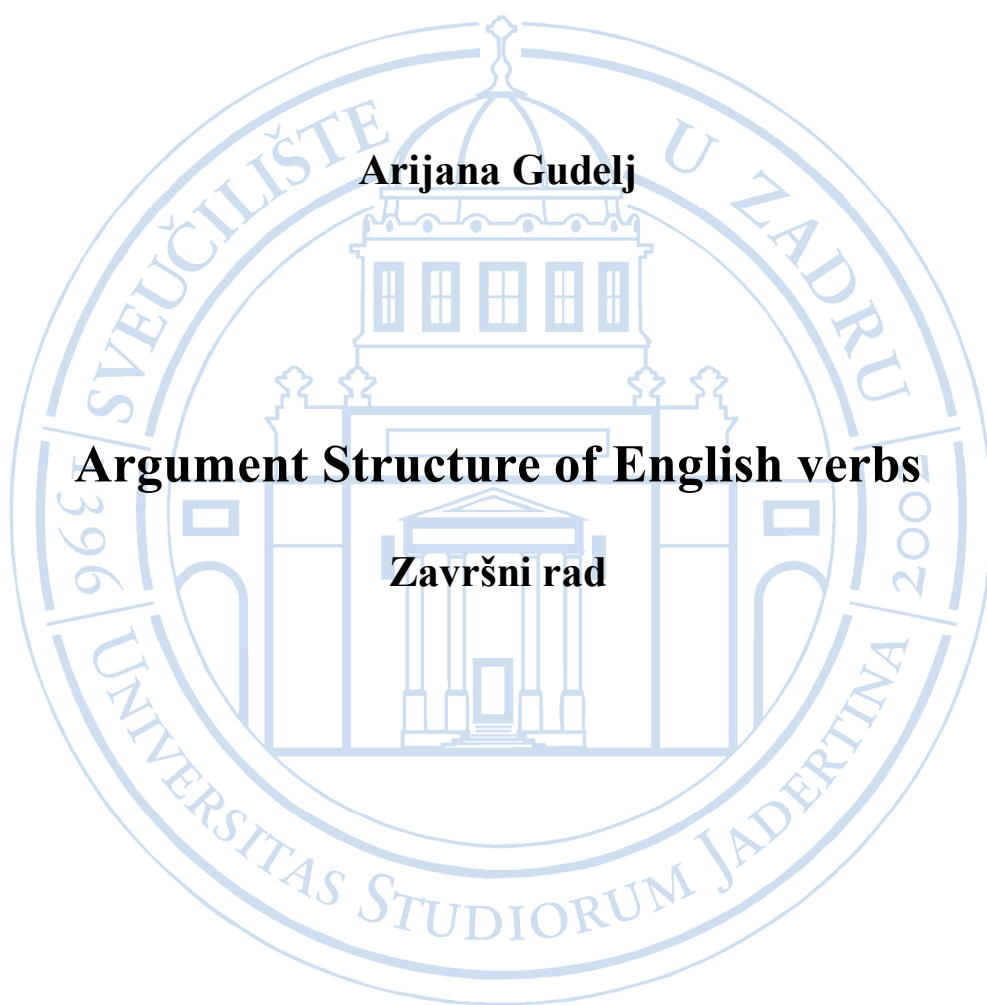 Arijana Gudelj
Argument Structure of English verbs
Završni rad
SVEUČILIŠTE U ZADRU
1396
UNIVERSITAS STUDIORUM JADERTINA
2002